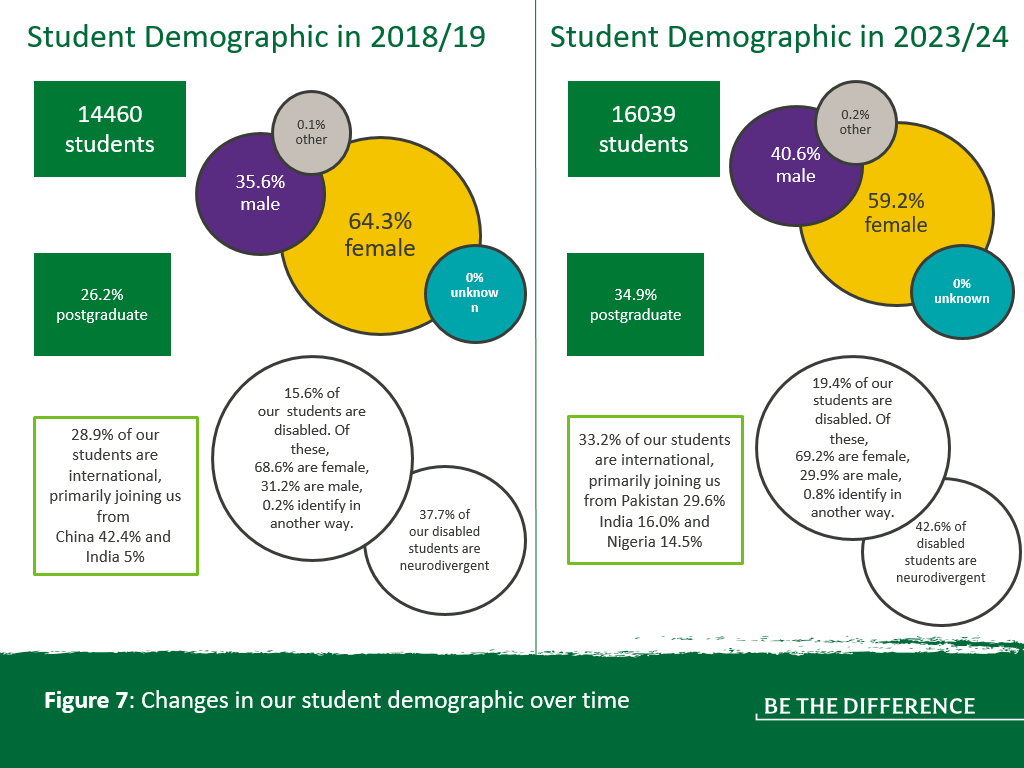 Student Demographic in 2018/19
14460
students
0.1%
other
35.6%
male
64.3%
female
0%
unknow
n
26.2%
postgraduate
15.6% of
our students are
disabled. Of
these,
68.6% are female,
31.2% are male,
0.2% identify in
another way.
28.9% of our
students are
international,
primarily joining us
from
China 42.4% and
India 5%
37.7% of
our disabled
students are
neurodivergent
Student Demographic in 2023/24
16039
students
0.2%
other
40.6%
male
59.2%
female
0%
unknown
34.9%
postgraduate
19.4% of our
students are
disabled. Of
these,
69.2% are female,
29.9% are male,
0.8% identify in
another way.
33.2% of our students
are international,
primarily joining us
from Pakistan 29.6%
India 16.0% and
Nigeria 14.5%
42.6% of
disabled
students are
neurodivergent
Figure 7: Changes in our student demographic over time
BE THE DIFFERENCE